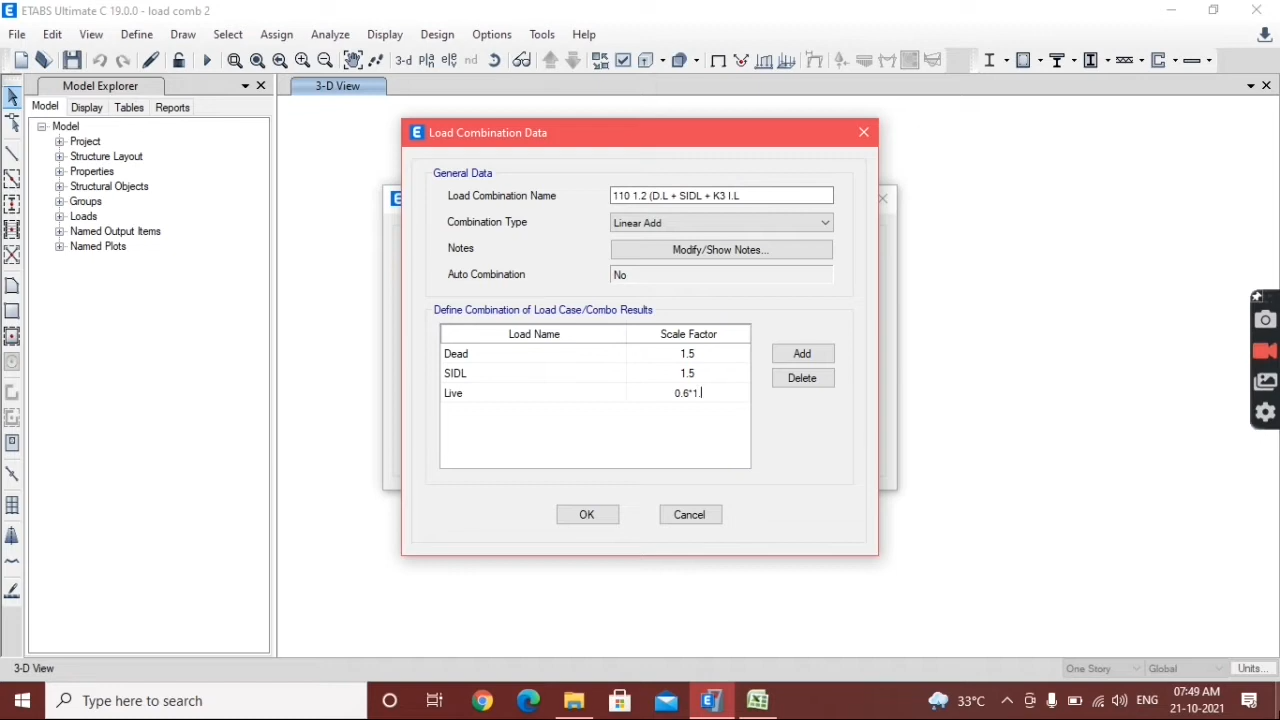 ETABS Ultimate C 19.0.0 - load comb 2
File Edit View Define Draw Select Assign Analyze Display Design Options Tools Help
3-d nd
Model Explorer
3-D View
Model Display Tables Reports
Model
Project
Structure Layout
Properties
Structural Objects
Groups
Loads
Named Output Items
Named Plots
Load Combination Data
General Data
Load Combination Name 110 1.2 (D.L + SIDL + K3 I.L
Combination Type Linear Add
Notes Modify/Show Notes...
Auto Combination No
Define Combination of Load Case/Combo Results
Load Name Scale Factor
Dead 1.5 Add
SIDL 1.5 Delete
Live 0.6*1.
OK Cancel
3-D View One Story Global Units...
Type here to search
33°C ENG 07:49 AM
21-10-2021